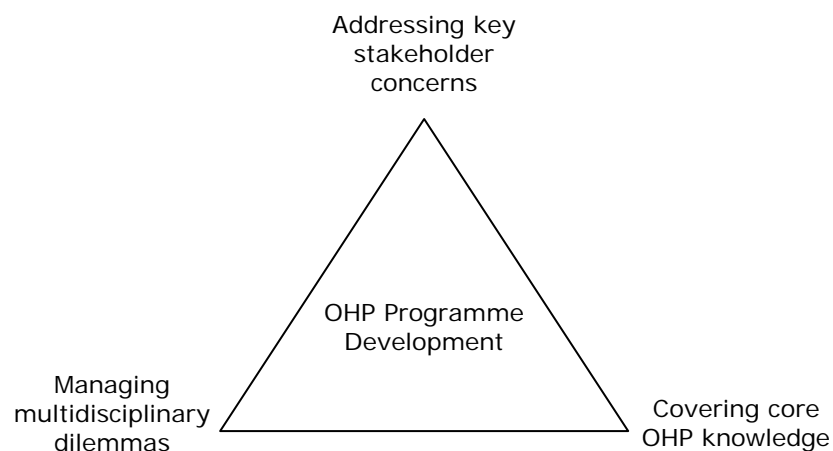 Addressing key
stakeholder
concerns
OHP Programme
Development
Managing
multidisciplinary
dilemmas
Covering core
OHP knowledge